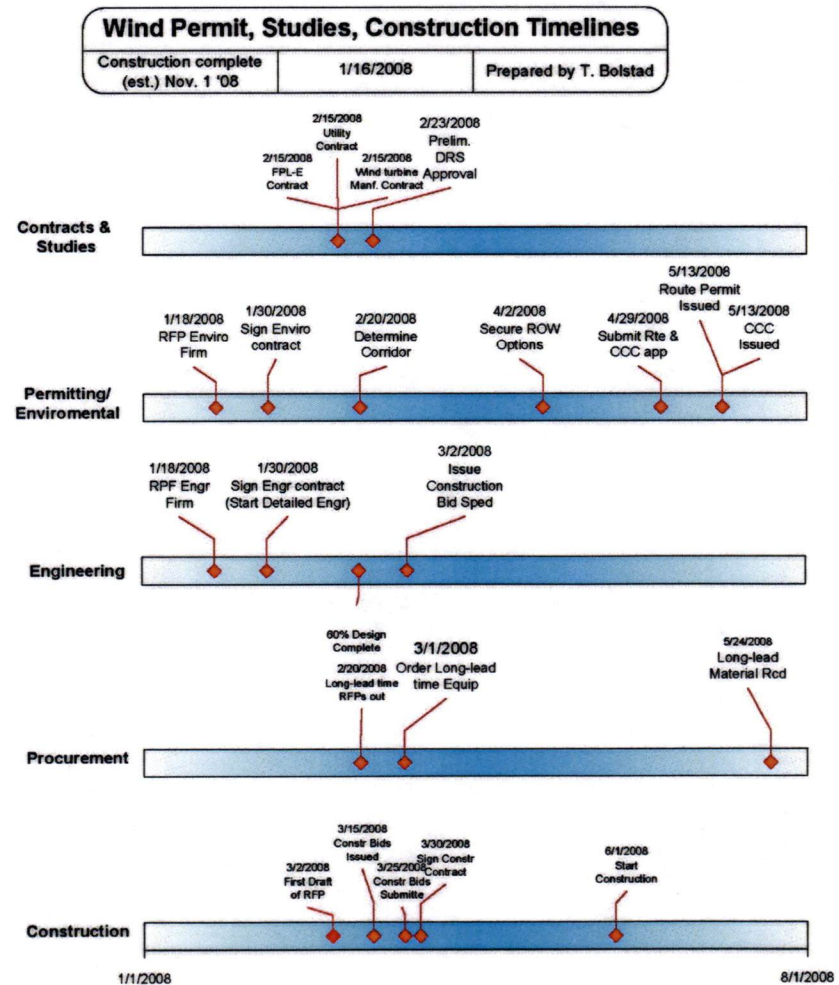 Wind Permit, Studies, Construction Timelines
Construction complete
(est.) Nov. 1 '08
1/16/2008
Prepared by T. Bolstad
2/15/2008
Utility
Contract
2/15/2008
FPL-E
Contract
2/15/2008
Wind turbine
Manf. Contract
2/23/2008
Prelim.
DRS
Approval
Contracts &
Studies
1/18/2008
RFP Enviro
Firm
1/30/2008
Sign Enviro
contract
2/20/2008
Determine
Corridor
4/2/2008
Secure ROW
Options
4/29/2008
Submit Rte &
CCC app
5/13/2008
Route Permit
Issued
5/13/2008
CCC
Issued
Permitting/
Enviromental
1/18/2008
RPF Engr
Firm
1/30/2008
Sign Engr contract
(Start Detailed Engr)
3/2/2008
Issue
Construction
Bid Sped
Engineering
60% Design
Complete
2/20/2008
Long-lead time
RFPs out
3/1/2008
Order Long-lead
time Equip
5/24/2008
Long-lead
Material Rcd
Procurement
3/2/2008
First Draft
of RFP
3/15/2008
Constr Bids
Issued
3/25/2008
Constr Bids
Submitte
3/30/2008
Sign Constr
Contract
6/1/2008
Start
Construction
Construction
1/1/2008
8/1/2008